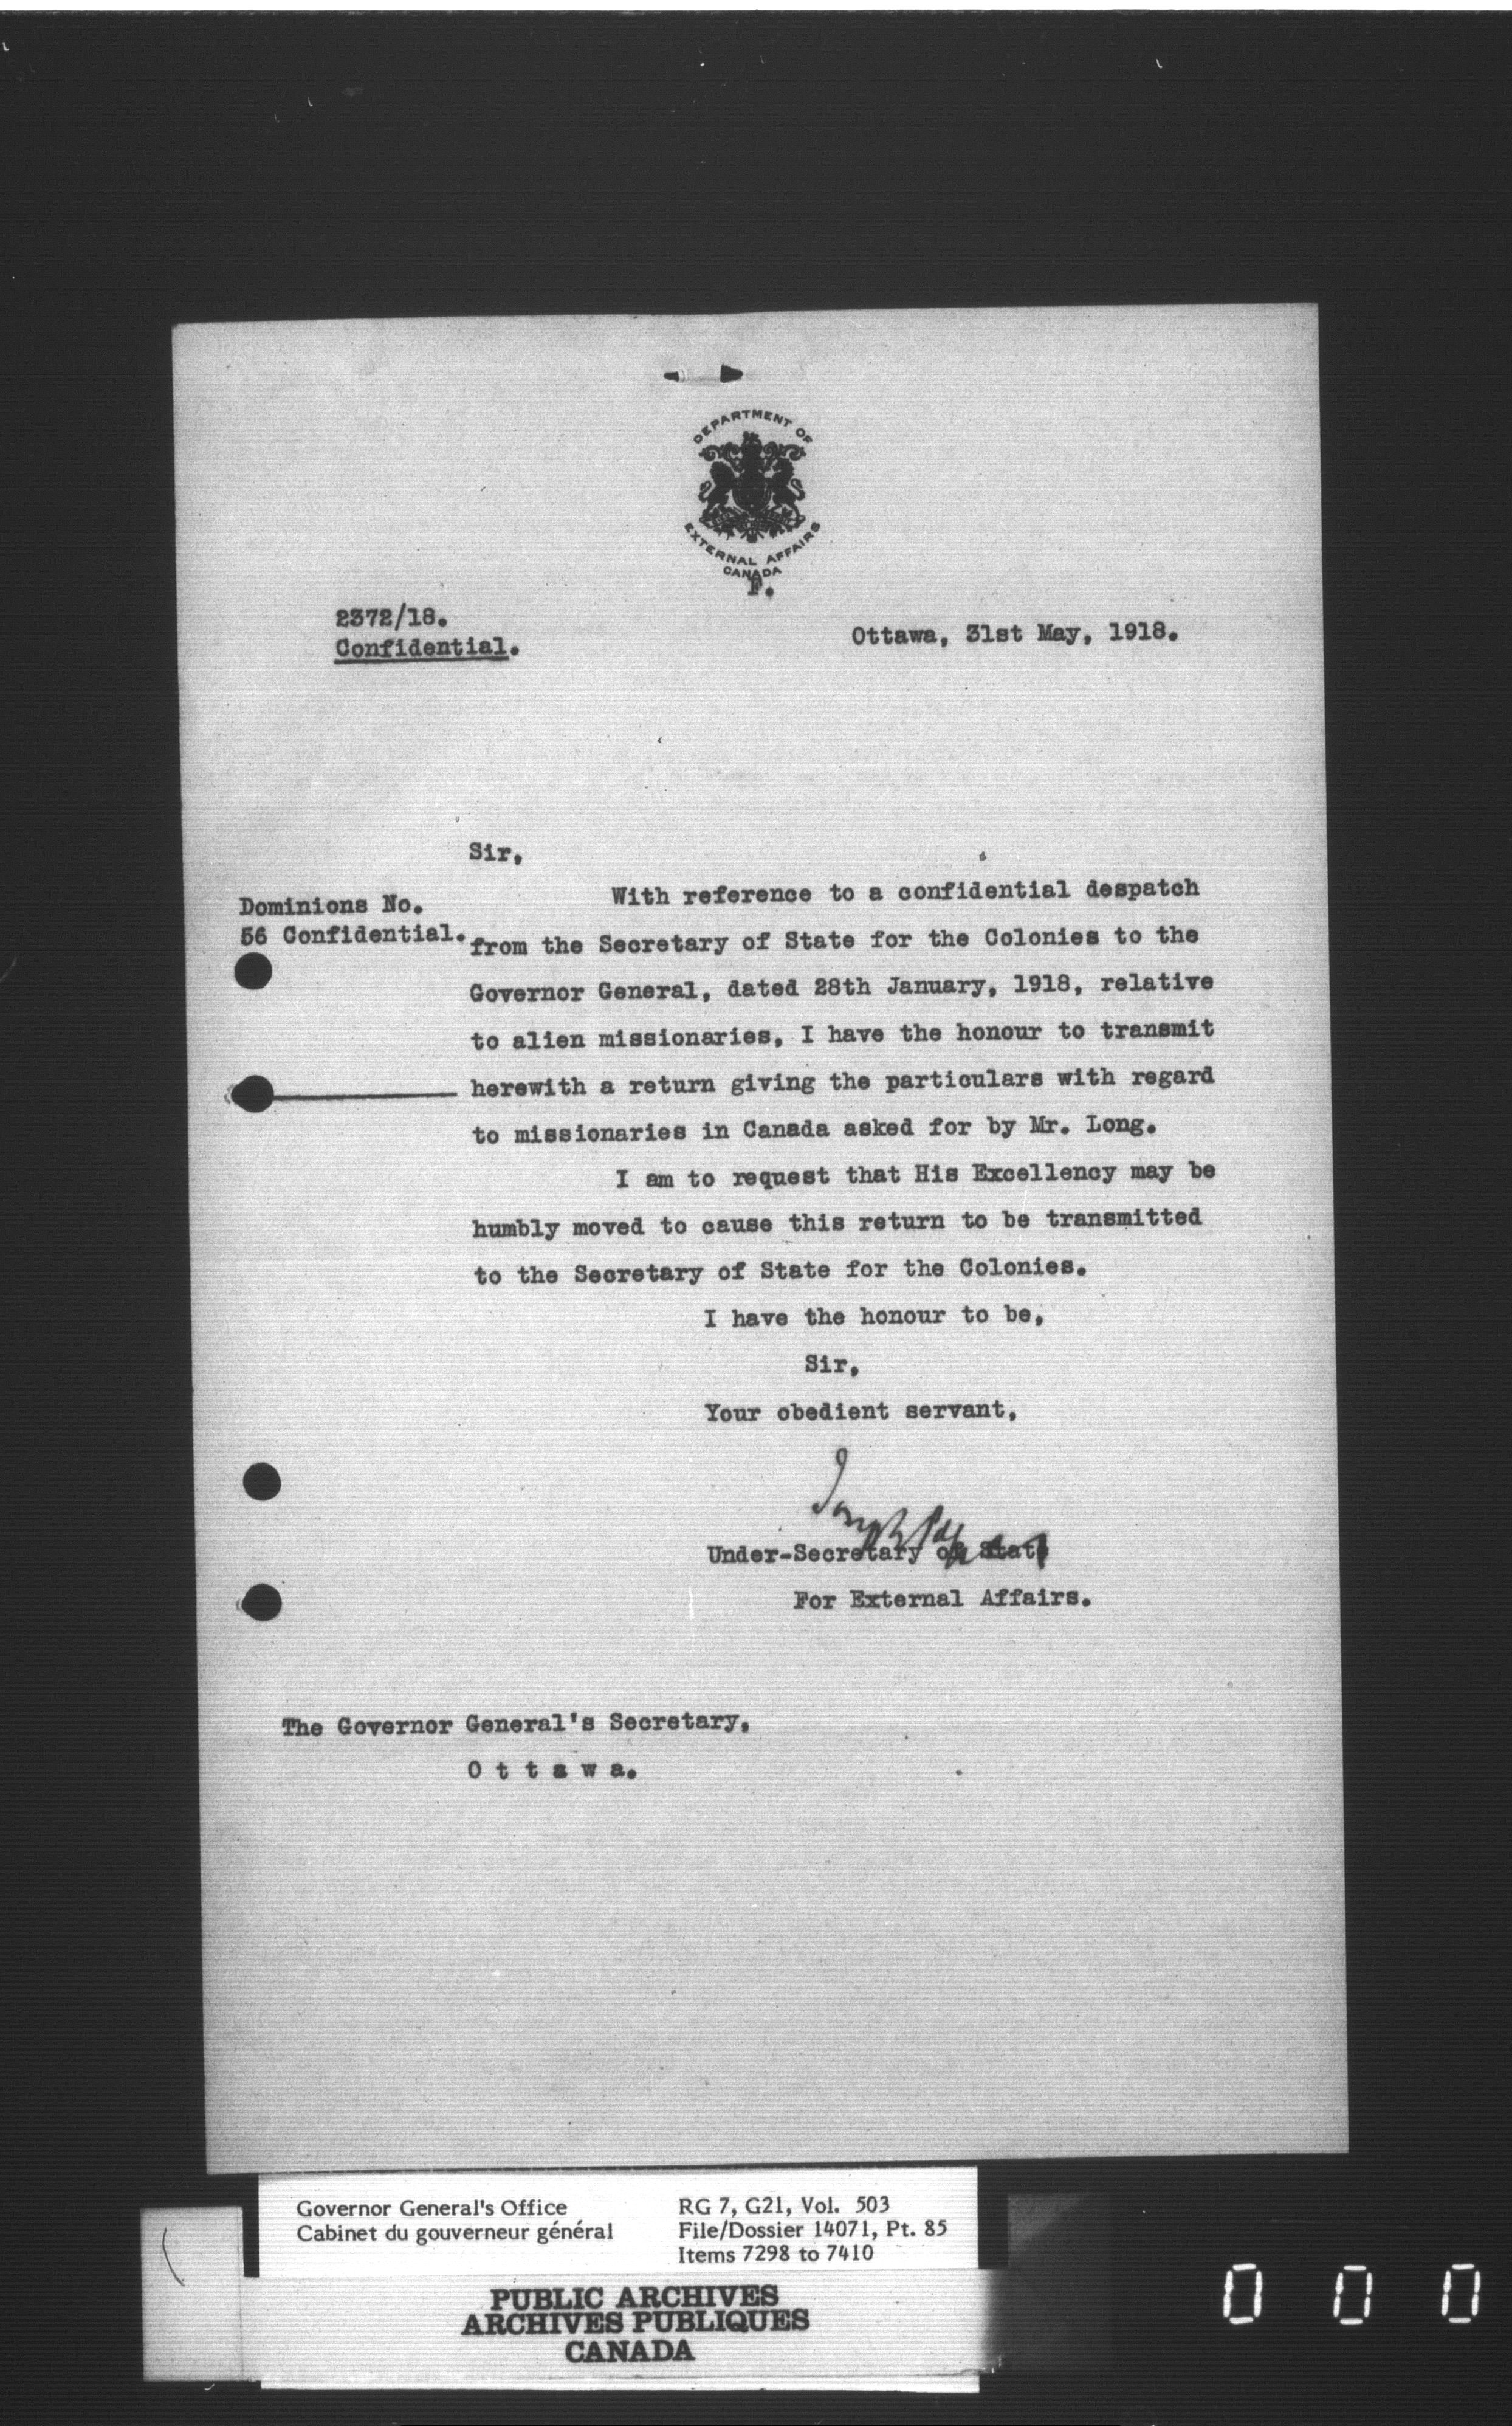 DEPARTMENT OF
EXTERNAL AFFAIRS
CANADA
F.
2372/18.
Confidential.
Ottawa, 31st May, 1918.
Sir,
Dominions No.
56 Confidential.
With reference to a confidential despatch
from the Secretary of State for the Colonies to the
Governor General, dated 28th January, 1918, relative
to alien missionaries, I have the honour to transmit
herewith a return giving the particulars with regard
to missionaries in Canada asked for by Mr. Long.
I am to request that His Excellency may be
humbly moved to cause this return to be transmitted
to the Secretary of State for the Colonies.
I have the honour to be,
Sir,
Your obedient servant,
Under-Secretary of State
For External Affairs.
The Governor General's Secretary,
O t t a w a.
Governor General's Office
Cabinet du gouverneur général
RG 7, G21, Vol. 503
File/Dossier 14071, Pt. 85
Items 7298 to 7410
PUBLIC ARCHIVES
ARCHIVES PUBLIQUES
CANADA
0 0 0